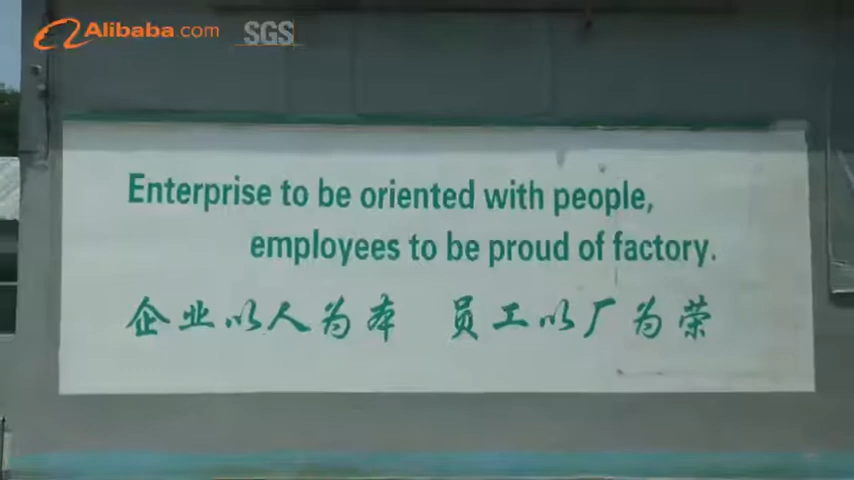 Alibaba.com SGS
Enterprise to be oriented with people,
employees to be proud of factory.
企业以人为本 员工以厂为荣